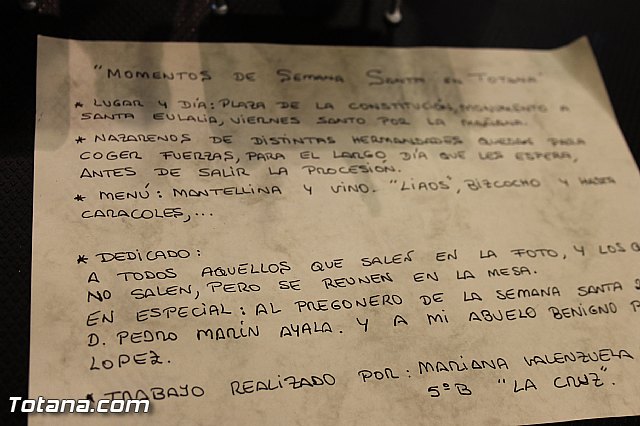 "MOMENTOS DE SEMANA SANTA EN TOTANA"
* LUGAR Y DÍA: PLAZA DE LA CONSTITUCIÓN, MONUMENTO A
SANTA EULALIA, VIERNES SANTO POR LA MAÑANA.
* NAZARENOS DE DISTINTAS HERMANDADES QUEDAN PARA
COGER FUERZAS, PARA EL LARGO DÍA QUE LES ESPERA,
ANTES DE SALIR LA PROCESIÓN.
* MENÚ: MANTELLINA Y VINO. "LIAOS", BIZCOCHO Y HASTA
CARACOLES,...
* DEDICADO:
A TODOS AQUELLOS QUE SALEN EN LA FOTO, Y LOS Q
NO SALEN, PERO SE REUNEN EN LA MESA.
EN ESPECIAL: AL PREGONERO DE LA SEMANA SANTA
D. PEDRO MARÍN AYALA. Y A MI ABUELO BENIGNO
LOPEZ.
* TRABAJO REALIZADO POR: MARIANA VALENZUELA
5ºB "LA CRUZ".
Totana.com